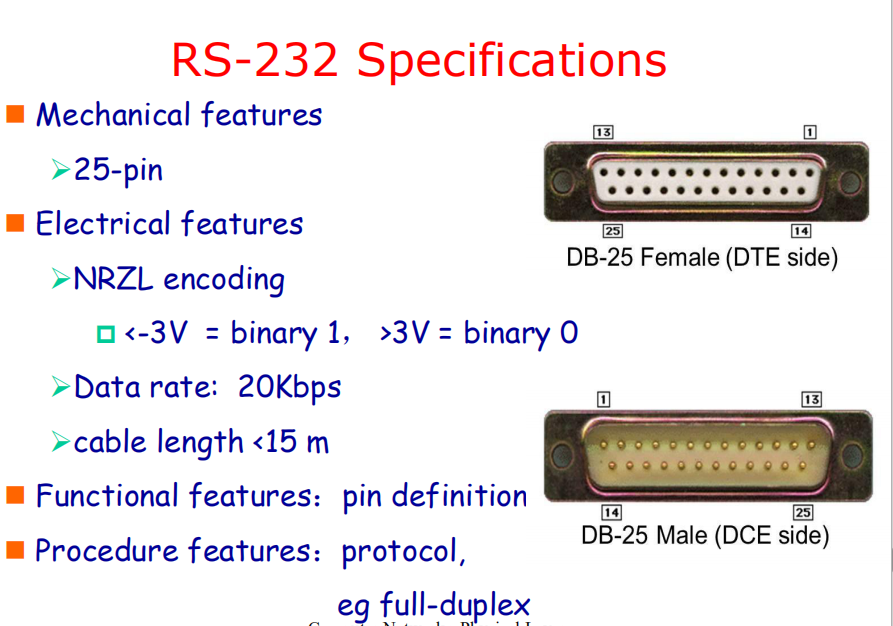 RS-232 Specifications
Mechanical features
25-pin
Electrical features
NRZL encoding
<-3V = binary 1, >3V = binary 0
Data rate: 20Kbps
cable length <15 m
Functional features: pin definition
Procedure features: protocol,
eg full-duplex
13 1
25 14
DB-25 Female (DTE side)
1 13
14 25
DB-25 Male (DCE side)